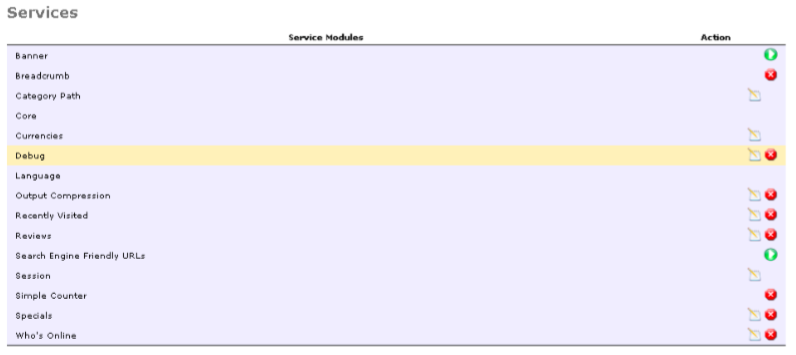 Services
Service Modules Action
Banner
Breadcrumb
Category Path
Core
Currencies
Debug
Language
Output Compression
Recently Visited
Reviews
Search Engine Friendly URLs
Session
Simple Counter
Specials
Who's Online